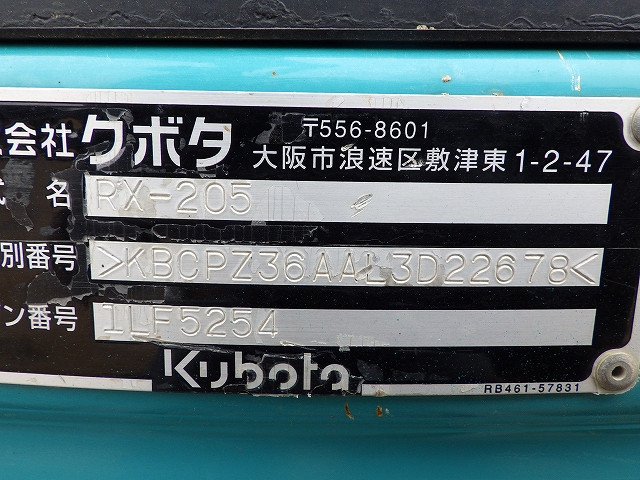 会社クボタ
〒556-8601
大阪市浪速区敷津東1-2-47
式 名 RX-205
別番号 >KBCPZ36AAL3D22678<
ン番号 1LF5254
Kubota
RB461-57831